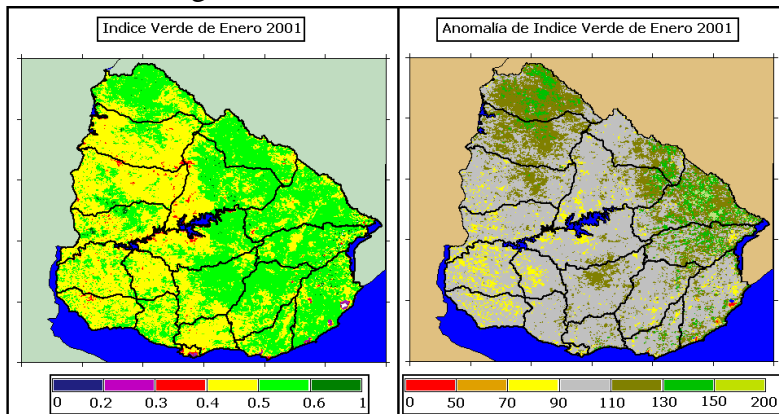 Indice Verde de Enero 2001
Anomalía de Indice Verde de Enero 2001
0 0.2 0.3 0.4 0.5 0.6 1
0 50 70 90 110 130 150 200